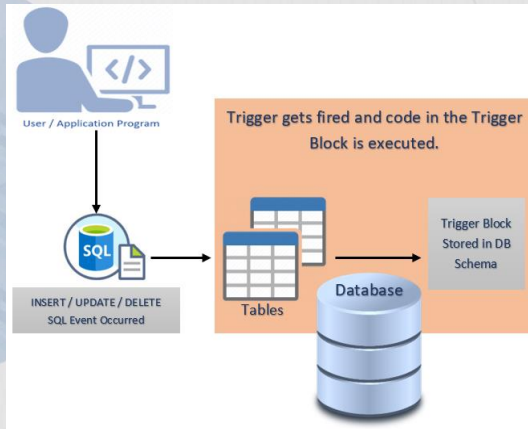 </>
User / Application Program
Trigger gets fired and code in the Trigger
Block is executed.
SQL
INSERT / UPDATE / DELETE
SQL Event Occurred
Tables
Trigger Block
Stored in DB
Schema
Database